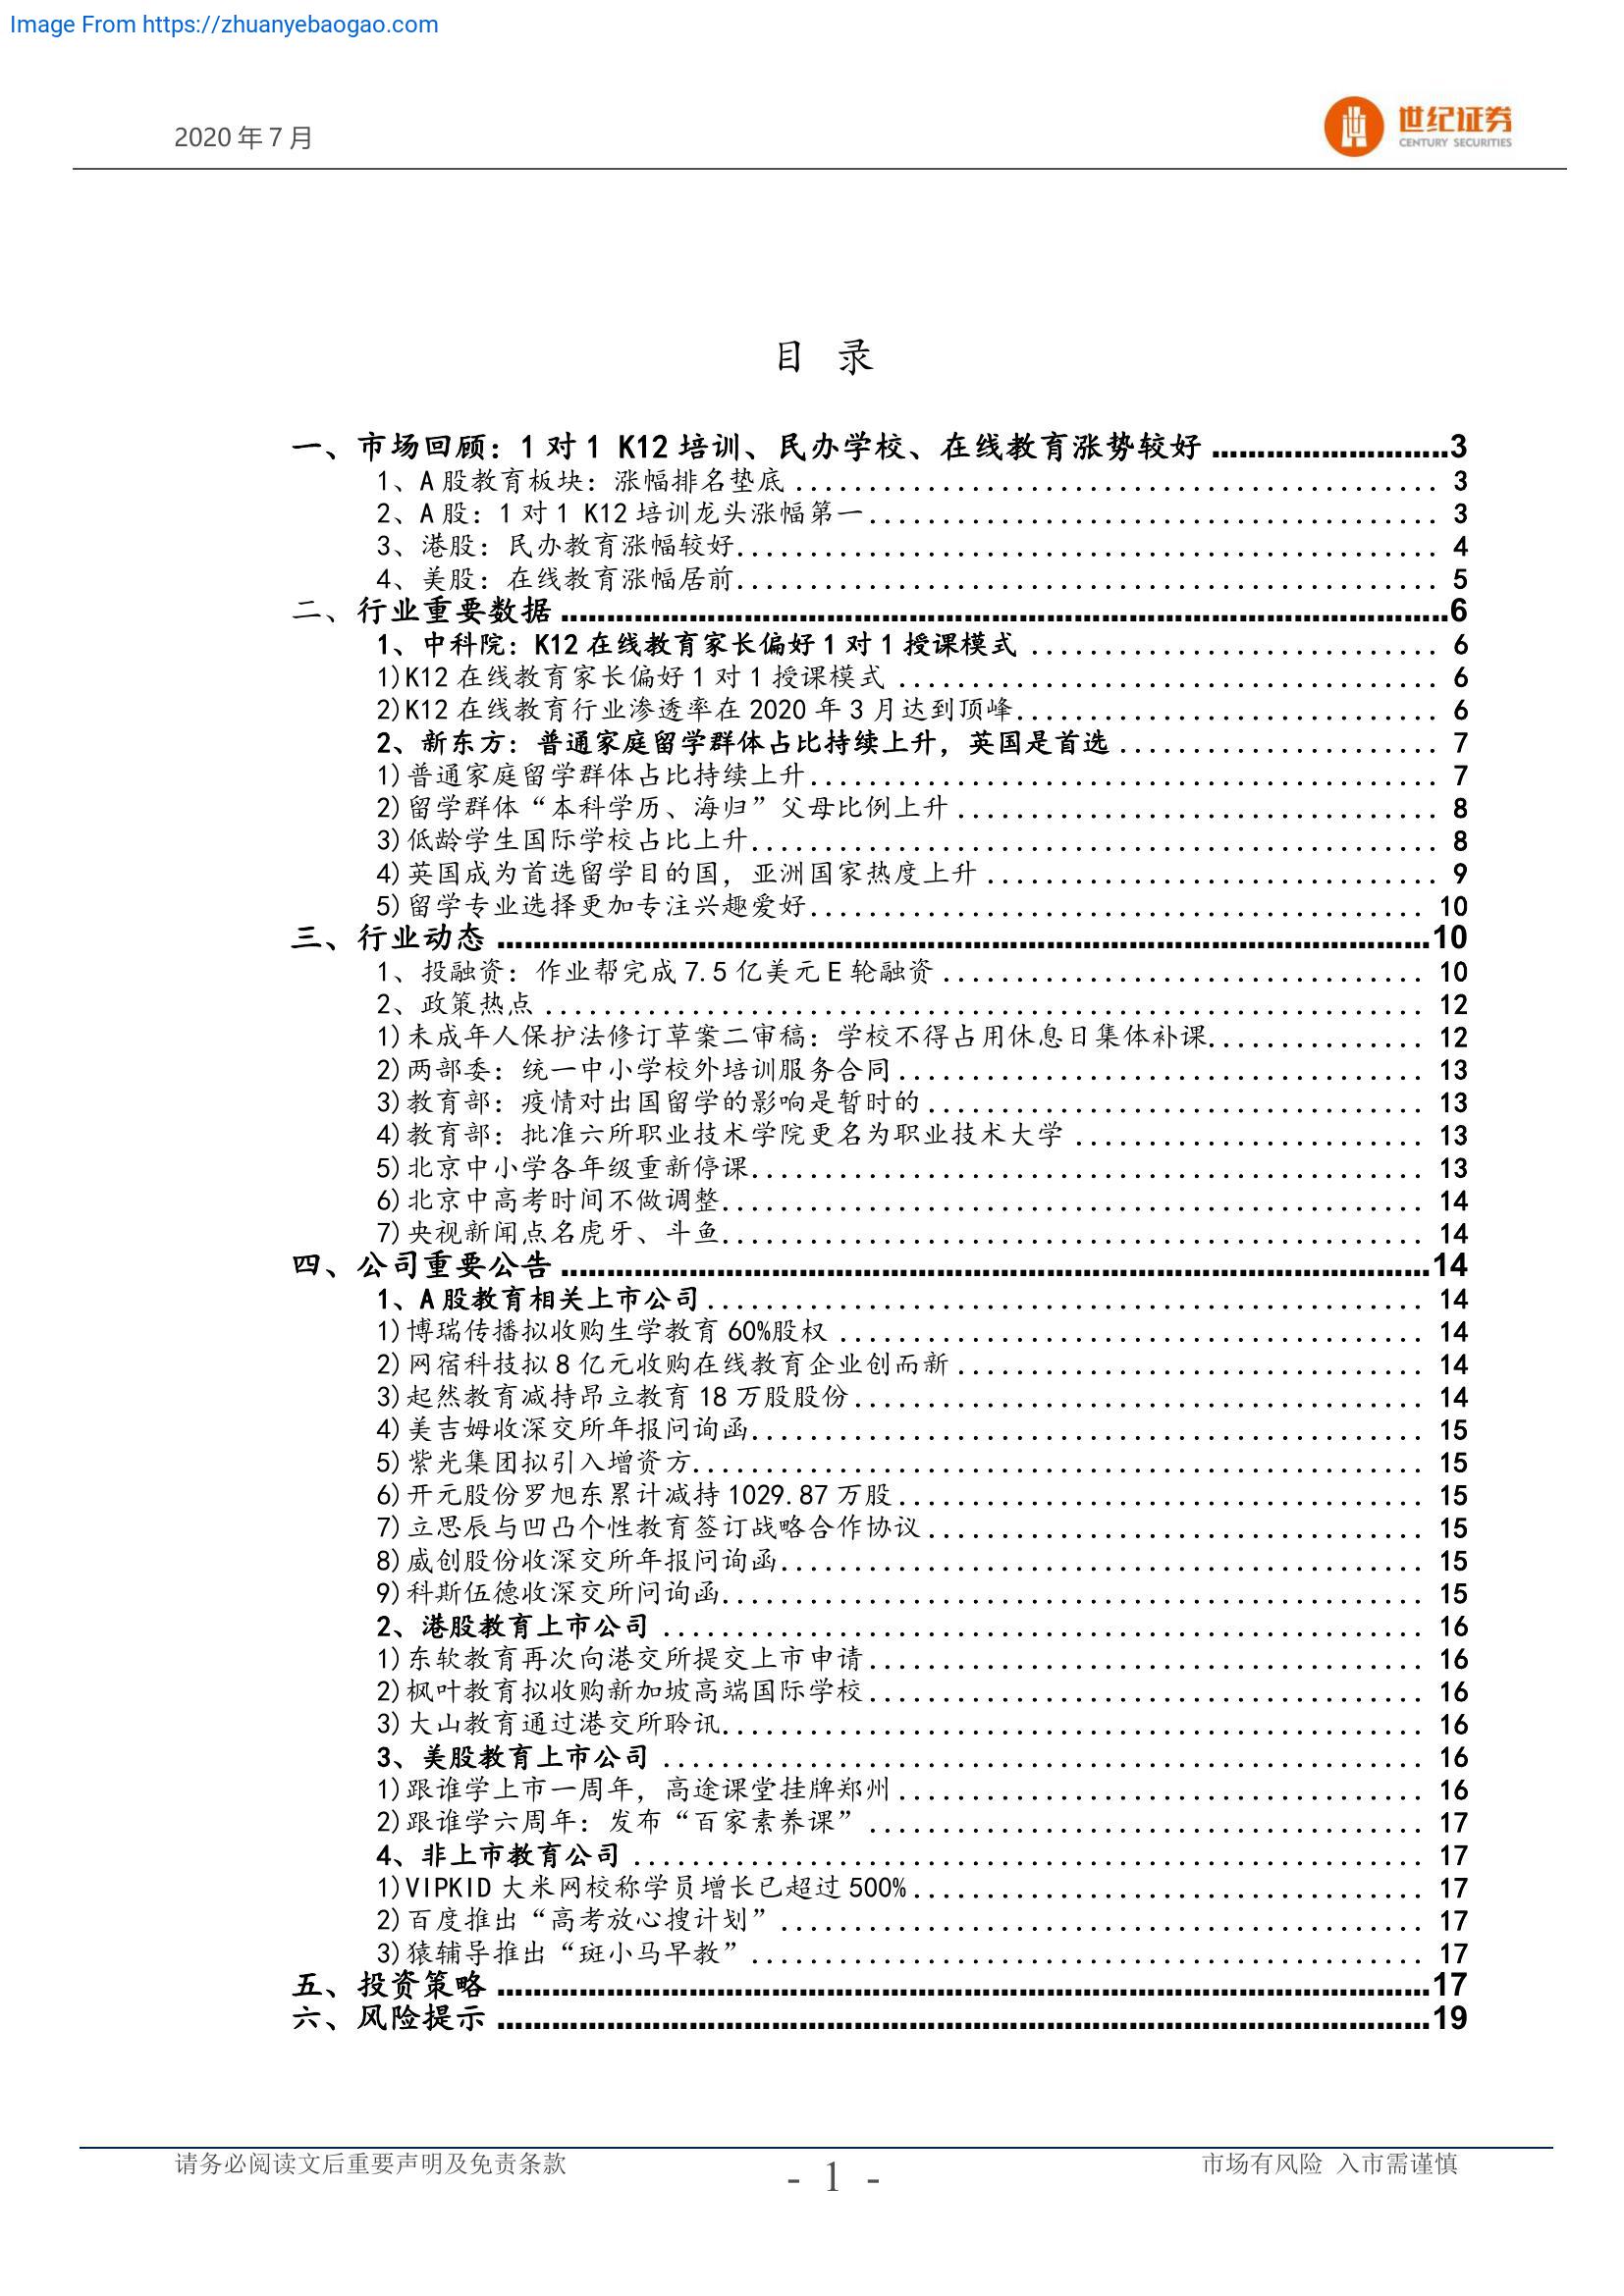 Image From https://zhuanyebaogao.com
2020 年 7 月
世纪证券
CENTURY SECURITIES
目 录
一、市场回顾：1 对 1 K12 培训、民办学校、在线教育涨势较好 ..........................3
1、A 股教育板块：涨幅排名垫底 ............................................ 3
2、A 股：1 对 1 K12 培训龙头涨幅第一....................................... 3
3、港股：民办教育涨幅较好................................................ 4
4、美股：在线教育涨幅居前................................................ 5
二、行业重要数据 ................................................................6
1、中科院：K12 在线教育家长偏好 1 对 1 授课模式 ............................ 6
1)K12 在线教育家长偏好 1 对 1 授课模式 ..................................... 6
2)K12 在线教育行业渗透率在 2020 年 3 月达到顶峰............................. 6
2、新东方：普通家庭留学群体占比持续上升，英国是首选 ...................... 7
1)普通家庭留学群体占比持续上升........................................... 7
2)留学群体“本科学历、海归”父母比例上升 ................................. 8
3)低龄学生国际学校占比上升............................................... 8
4)英国成为首选留学目的国，亚洲国家热度上升 ............................... 9
5)留学专业选择更加专注兴趣爱好.......................................... 10
三、行业动态 ....................................................................10
1、投融资：作业帮完成 7.5 亿美元 E 轮融资 ................................. 10
2、政策热点 ............................................................. 12
1)未成年人保护法修订草案二审稿：学校不得占用休息日集体补课............... 12
2)两部委：统一中小学校外培训服务合同 .................................... 13
3)教育部：疫情对出国留学的影响是暂时的 .................................. 13
4)教育部：批准六所职业技术学院更名为职业技术大学 ........................ 13
5)北京中小学各年级重新停课.............................................. 13
6)北京中高考时间不做调整................................................ 14
7)央视新闻点名虎牙、斗鱼................................................ 14
四、公司重要公告 ................................................................14
1、A 股教育相关上市公司.................................................. 14
1)博瑞传播拟收购生学教育 60%股权 ........................................ 14
2)网宿科技拟 8 亿元收购在线教育企业创而新 ................................ 14
3)起然教育减持昂立教育 18 万股股份........................................ 14
4)美吉姆收深交所年报问询函.............................................. 15
5)紫光集团拟引入增资方.................................................. 15
6)开元股份罗旭东累计减持 1029.87 万股..................................... 15
7)立思辰与凹凸个性教育签订战略合作协议 .................................. 15
8)威创股份收深交所年报问询函............................................ 15
9)科斯伍德收深交所问询函................................................ 15
2、港股教育上市公司 ..................................................... 16
1)东软教育再次向港交所提交上市申请...................................... 16
2)枫叶教育拟收购新加坡高端国际学校...................................... 16
3)大山教育通过港交所聆讯................................................ 16
3、美股教育上市公司 ..................................................... 16
1)跟谁学上市一周年，高途课堂挂牌郑州.................................... 16
2)跟谁学六周年：发布“百家素养课” ...................................... 17
4、非上市教育公司 ....................................................... 17
1)VIPKID 大米网校称学员增长已超过 500%.................................... 17
2)百度推出“高考放心搜计划” ............................................ 17
3)猿辅导推出“斑小马早教” .............................................. 17
五、投资策略 ....................................................................17
六、风险提示 ....................................................................19
请务必阅读文后重要声明及免责条款
市场有风险 入市需谨慎
- 1 -